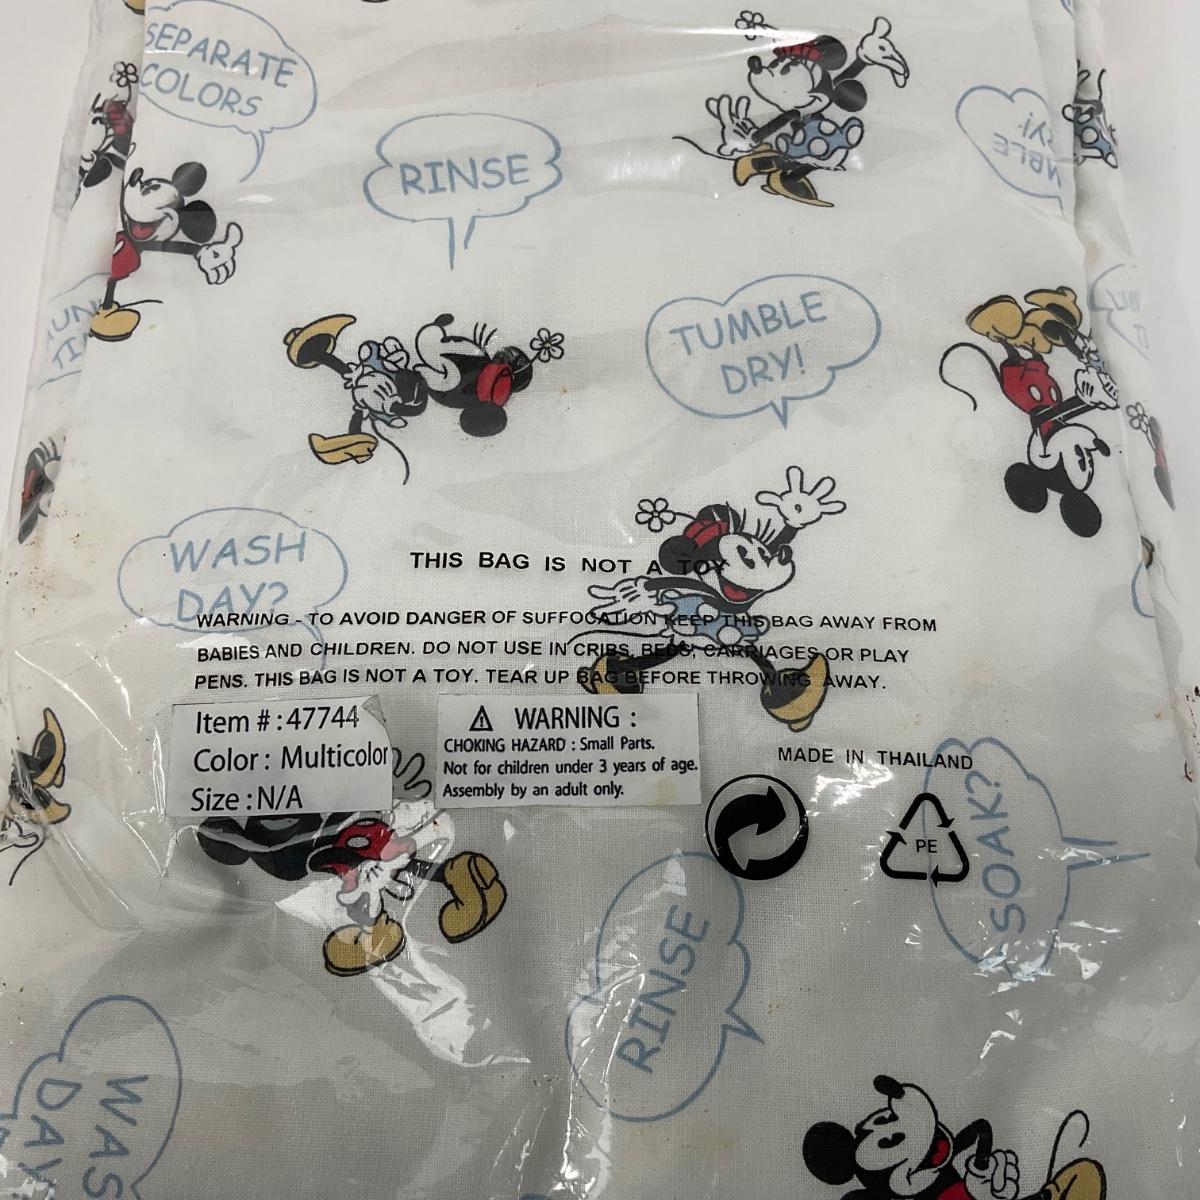 SEPARATE
COLORS
RINSE
TUMBLE
DRY!
WASH
DAY?
THIS BAG IS NOT A TOY
WARNING - TO AVOID DANGER OF SUFFOCATION KEEP THIS BAG AWAY FROM
BABIES AND CHILDREN. DO NOT USE IN CRIBS, BEDS, CARRIAGES OR PLAY
PENS. THIS BAG IS NOT A TOY. TEAR UP BAG BEFORE THROWING AWAY.
Item # : 47744
Color : Multicolor
Size : N/A
⚠ WARNING :
CHOKING HAZARD : Small Parts.
Not for children under 3 years of age.
Assembly by an adult only.
MADE IN THAILAND
PE
SOAK?
RINSE
WAS
DAY